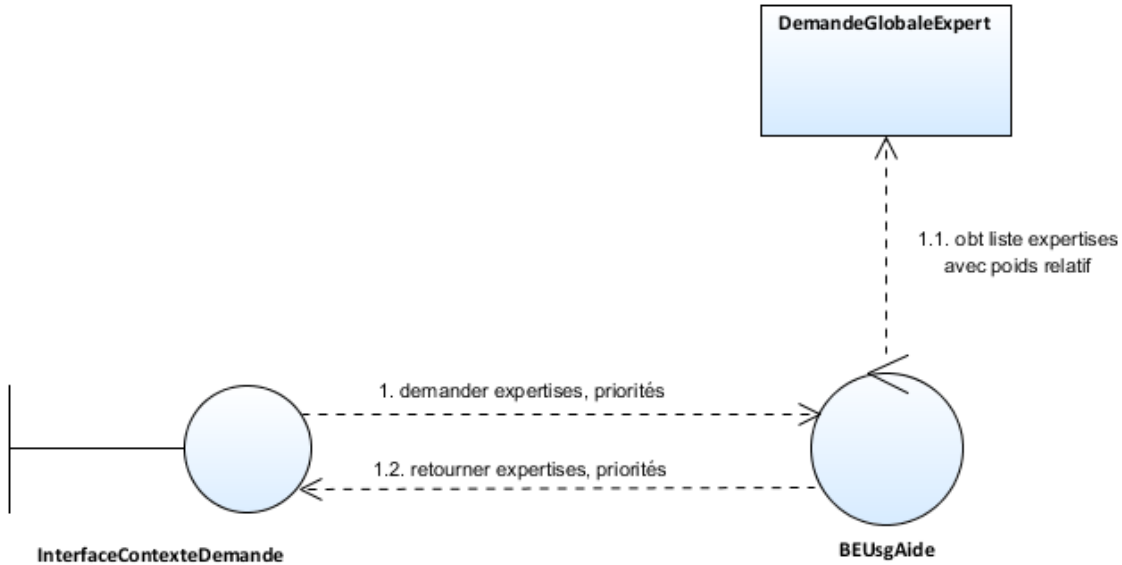 DemandeGlobaleExpert
1.1. obt liste expertises
avec poids relatif
1. demander expertises, priorités
1.2. retourner expertises, priorités
InterfaceContexteDemande
BEUsgAide